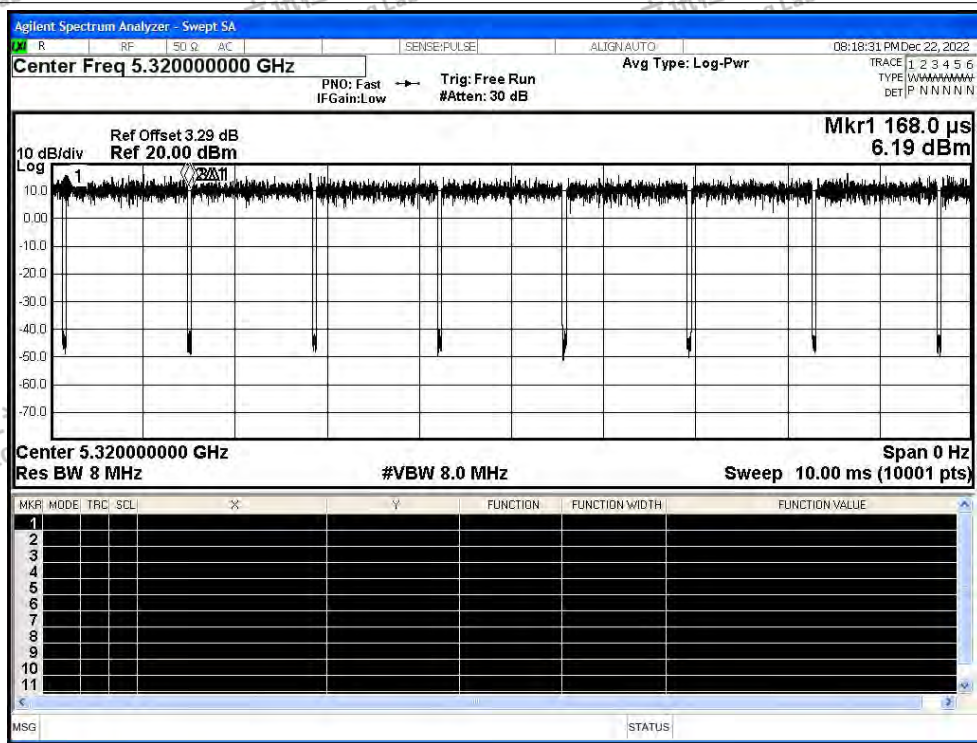 Agilent Spectrum Analyzer - Swept SA
R RF 50 Ω AC SENSE:PULSE ALIGN AUTO 08:18:31 PM Dec 22, 2022
Center Freq 5.320000000 GHz
PNO: Fast
IFGain:Low
Trig: Free Run
#Atten: 30 dB
Avg Type: Log-Pwr
TRACE 1 2 3 4 5 6
TYPE
DET P N N N N N
Mkr1 168.0 µs
6.19 dBm
Ref Offset 3.29 dB
10 dB/div Ref 20.00 dBm
Log
1
10.0
0.00
-10.0
-20.0
-30.0
-40.0
-50.0
-60.0
-70.0
Center 5.320000000 GHz Span 0 Hz
Res BW 8 MHz #VBW 8.0 MHz Sweep 10.00 ms (10001 pts)
MKR MODE TRC SCL X Y FUNCTION FUNCTION WIDTH FUNCTION VALUE
1
2
3
4
5
6
7
8
9
10
11
MSG STATUS